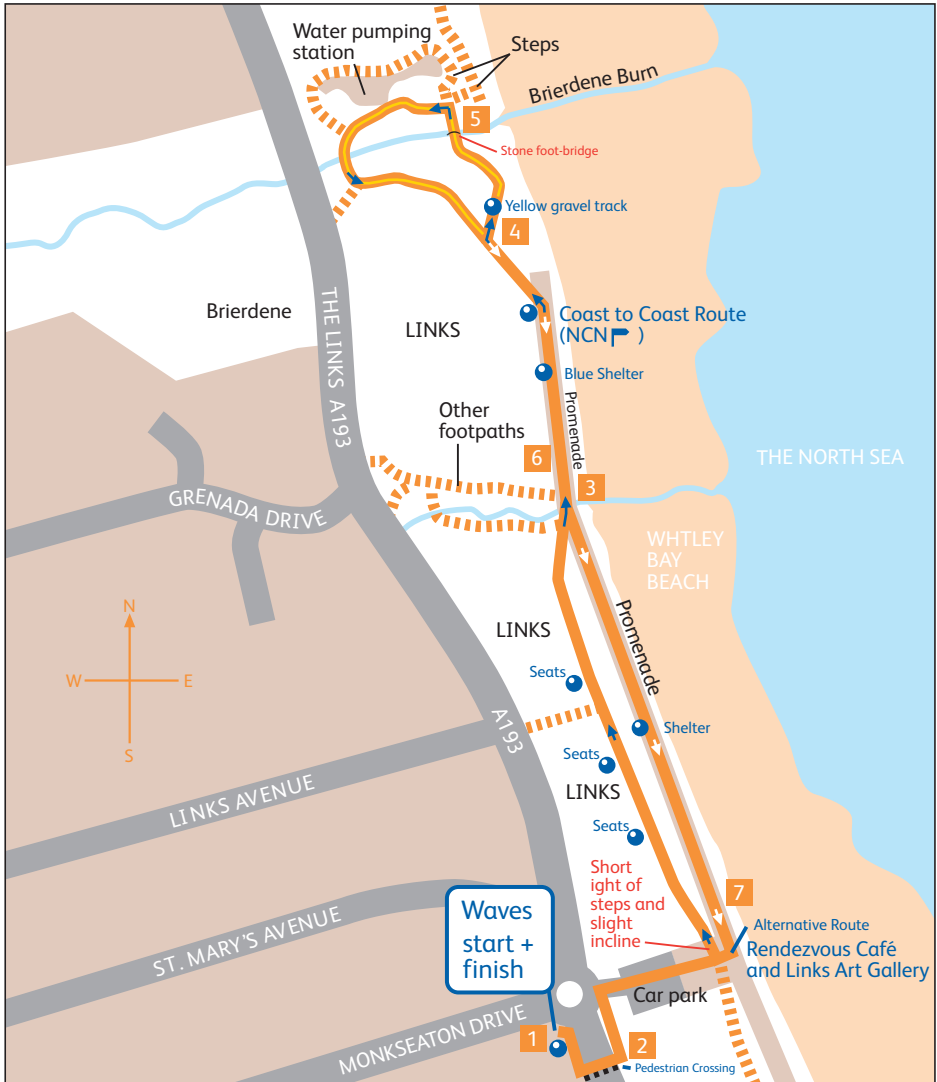 Water pumping
station
Steps
Brierdene Burn
5
Stone foot-bridge
Yellow gravel track
4
Brierdene
THE LINKS A193
LINKS
Coast to Coast Route
(NCN )
Blue Shelter
Promenade
Other
footpaths
6
3
THE NORTH SEA
GRENADA DRIVE
WHTLEY
BAY
BEACH
N
W
E
S
LINKS
Promenade
Seats
A193
Shelter
Seats
LINKS
LINKS AVENUE
Seats
Short
ight of
steps and
slight
incline
7
Alternative Route
Rendezvous Café
and Links Art Gallery
Waves
start +
finish
ST. MARY'S AVENUE
Car park
MONKSEATON DRIVE
1
2
Pedestrian Crossing